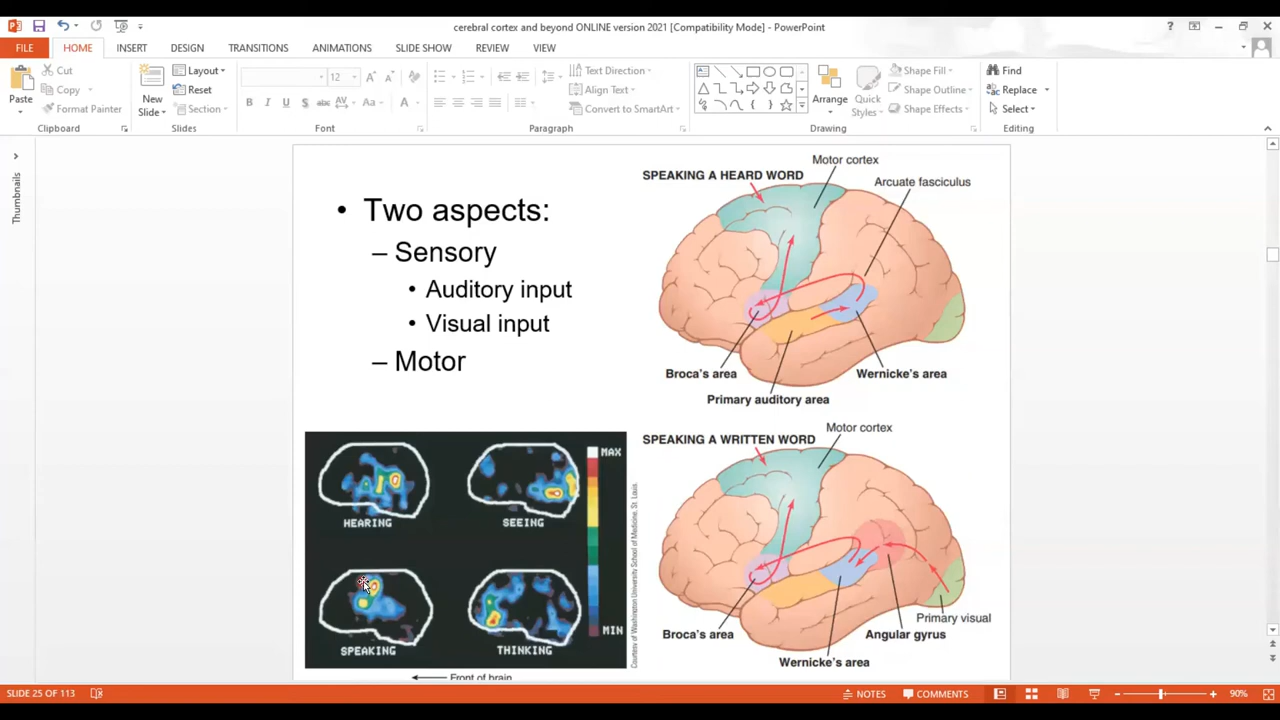 cerebral cortex and beyond ONLINE version 2021 [Compatibility Mode] - PowerPoint
FILE HOME INSERT DESIGN TRANSITIONS ANIMATIONS SLIDE SHOW REVIEW VIEW
Paste
Cut
Copy
Format Painter
Clipboard
New
Slide
Layout
Reset
Section
Slides
12
B I U S abc AV Aa A
Font
Text Direction
Align Text
Convert to SmartArt
Paragraph
Arrange
Quick
Styles
Shape Fill
Shape Outline
Shape Effects
Drawing
Find
Replace
Select
Editing
Thumbnails
• Two aspects:
– Sensory
• Auditory input
• Visual input
– Motor
SPEAKING A HEARD WORD
Motor cortex
Arcuate fasciculus
Broca's area
Wernicke's area
Primary auditory area
HEARING
SEEING
SPEAKING
THINKING
MAX
MIN
Courtesy of Washington University School of Medicine, St. Louis.
Front of brain
SPEAKING A WRITTEN WORD
Motor cortex
Primary visual
Broca's area
Angular gyrus
Wernicke's area
SLIDE 25 OF 113
NOTES
COMMENTS
90%